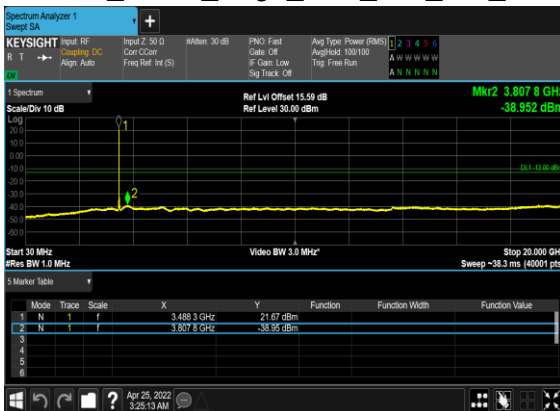 Spectrum Analyzer 1
Swept SA
KEYSIGHT Input: RF Input Z: 50 Ω #Atten: 30 dB PNO: Fast Avg Type: Power (RMS) 1 2 3 4 5 6
R T Coupling: DC Corr CCorr Gate: Off Avg|Hold: 100/100 A W W W W W
Align: Auto Freq Ref: Int (S) IF Gain: Low Trig: Free Run
Sig Track: Off A N N N N N
1 Spectrum Ref Lvl Offset 15.59 dB Mkr2 3.807 8 GHz
Scale/Div 10 dB Ref Level 30.00 dBm -38.952 dBm
Log
1
20.0
10.0
0.00
-10.0
DL1 -13.00 dBm
-20.0
-30.0
2
-40.0
-50.0
-60.0
Start 30 MHz Video BW 3.0 MHz* Stop 20.000 GH
#Res BW 1.0 MHz Sweep ~38.3 ms (40001 pts
5 Marker Table
Mode Trace Scale X Y Function Function Width Function Value
1 N 1 f 3.488 3 GHz 21.67 dBm
2 N 1 f 3.807 8 GHz -38.95 dBm
3
4
5
6
? Apr 25, 2022
3:25:13 AM